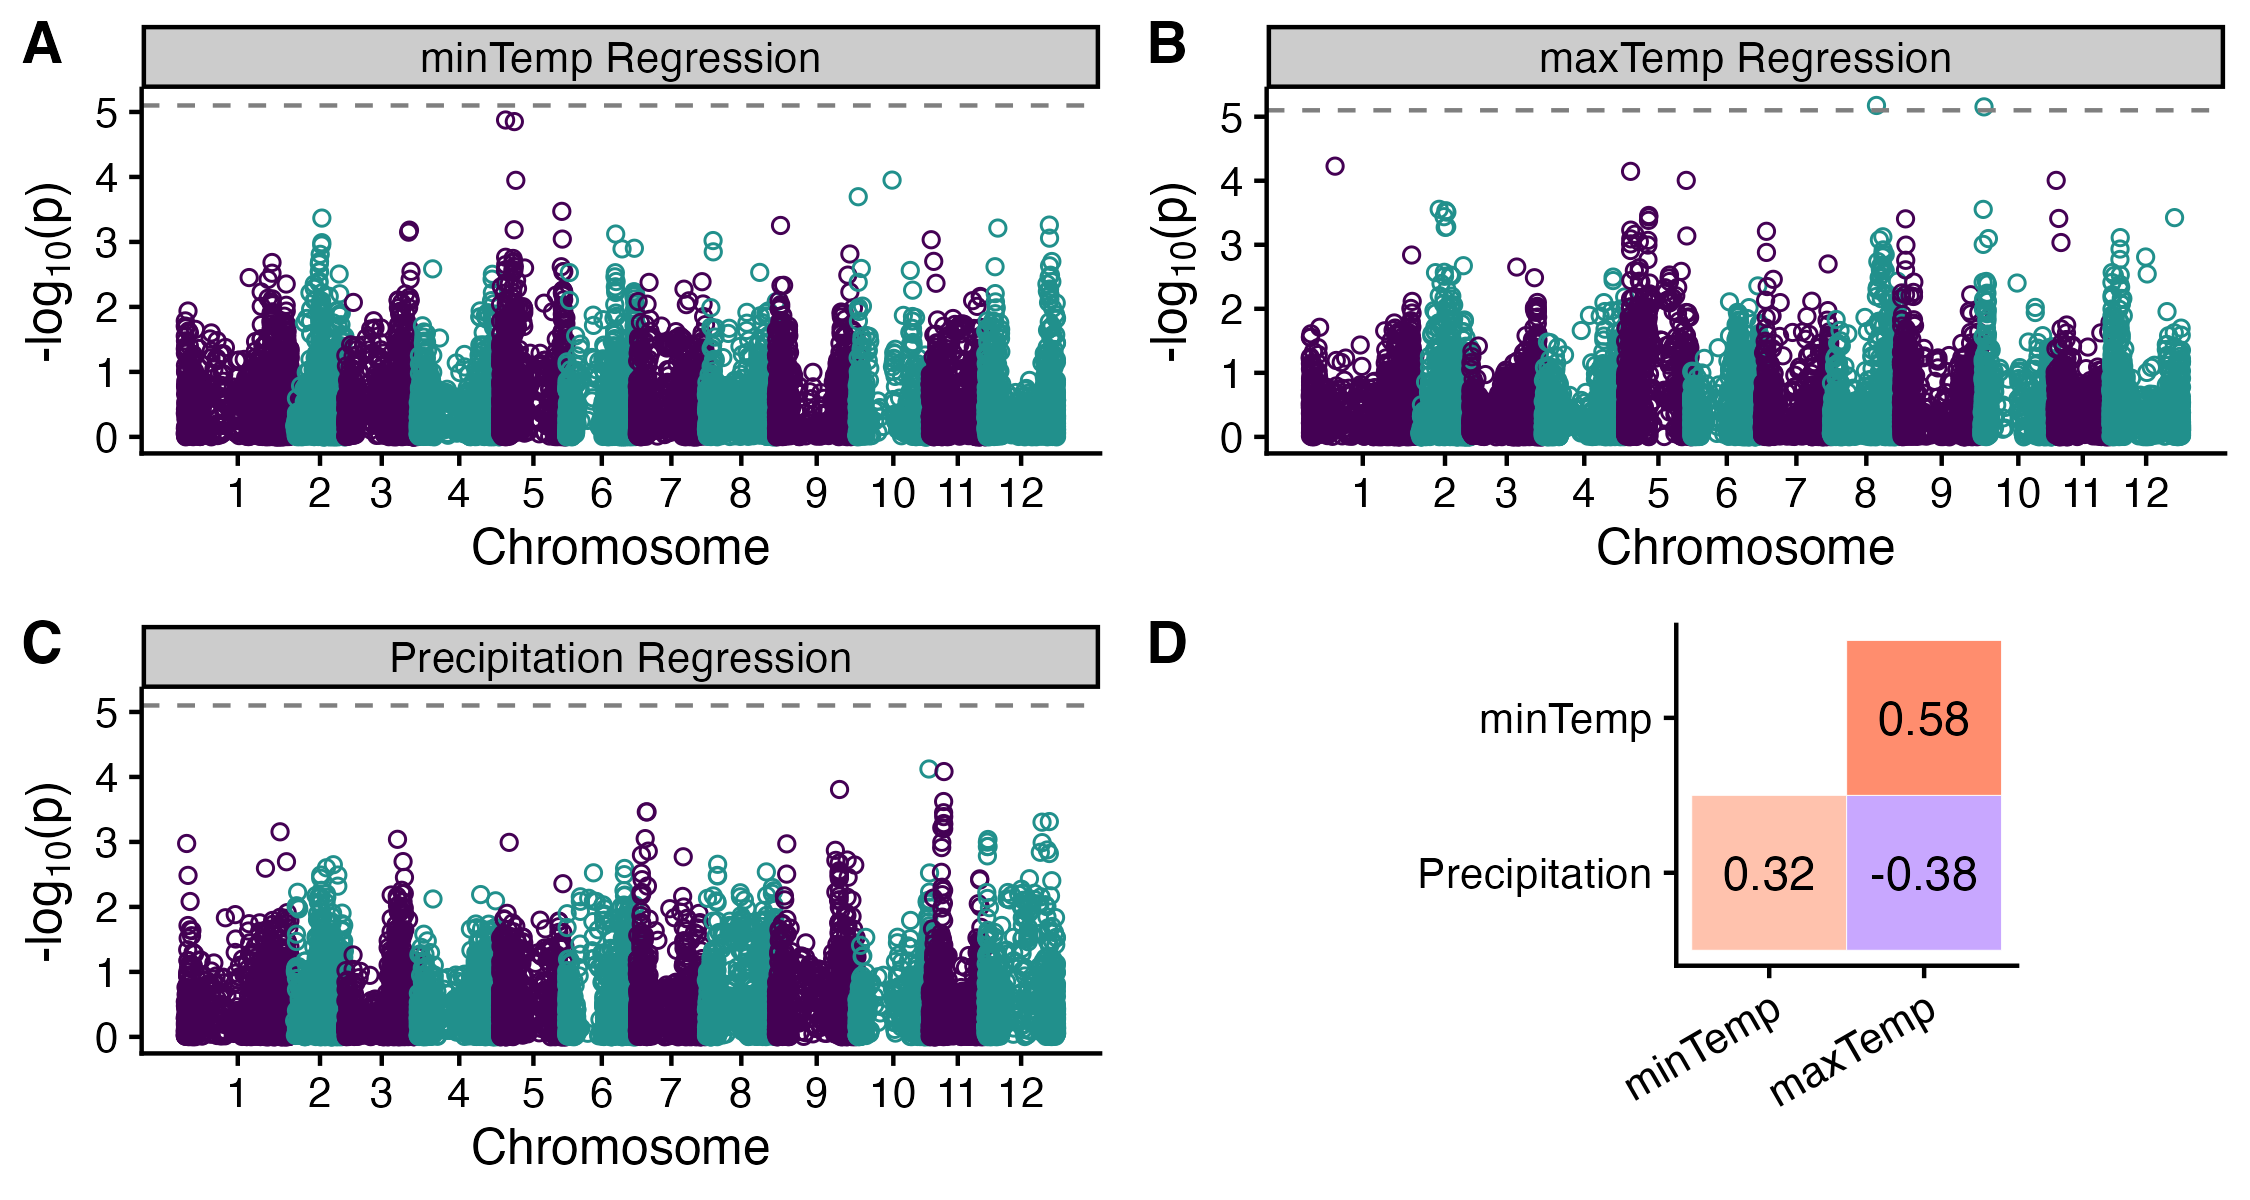 A
minTemp Regression
5
4
3
2
1
0
-log10(p)
1 2 3 4 5 6 7 8 9 10 11 12
Chromosome
B
maxTemp Regression
5
4
3
2
1
0
-log10(p)
1 2 3 4 5 6 7 8 9 10 11 12
Chromosome
C
Precipitation Regression
5
4
3
2
1
0
-log10(p)
1 2 3 4 5 6 7 8 9 10 11 12
Chromosome
D
minTemp 0.58
Precipitation 0.32 -0.38
minTemp maxTemp